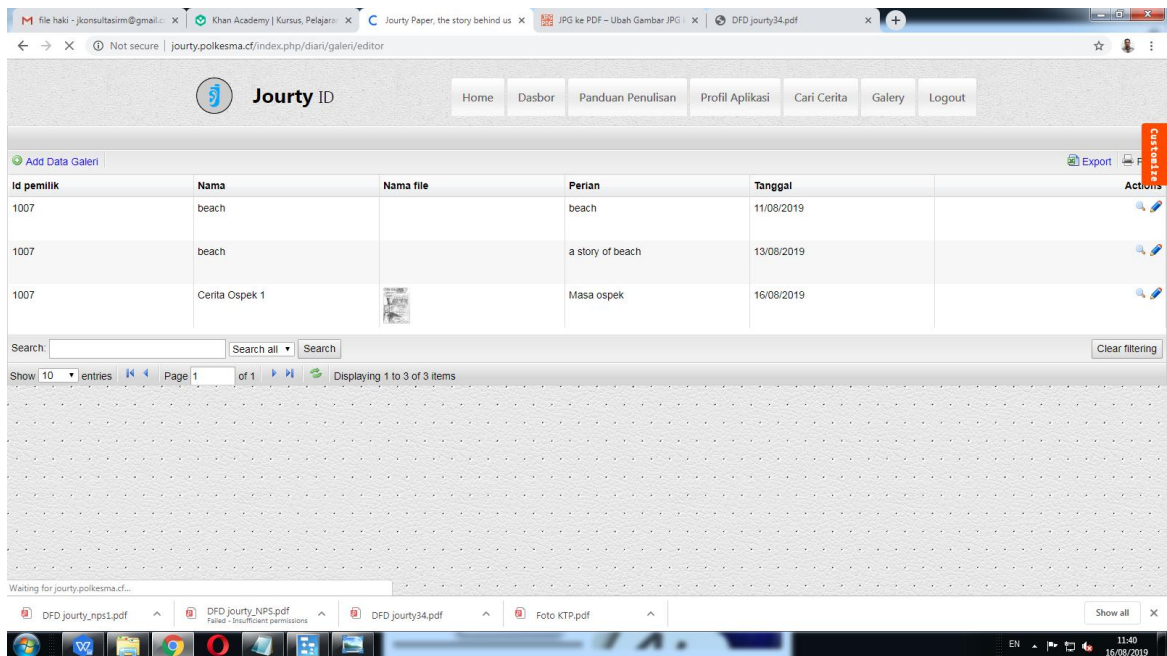 file haki - jkonsultasirm@gmail.c
Khan Academy | Kursus, Pelajara
Jourty Paper, the story behind us
JPG ke PDF – Ubah Gambar JPG
DFD jourty34.pdf
Not secure | jourty.polkesma.cf/index.php/diari/galeri/editor
Jourty ID
Home Dasbor Panduan Penulisan Profil Aplikasi Cari Cerita Galery Logout
Customize
Add Data Galeri Export
Id pemilik Nama Nama file Perian Tanggal Actions
1007 beach beach 11/08/2019
1007 beach a story of beach 13/08/2019
1007 Cerita Ospek 1 Masa ospek 16/08/2019
Search: Search all Search Clear filtering
Show 10 entries Page 1 of 1 Displaying 1 to 3 of 3 items
Waiting for jourty.polkesma.cf...
DFD jourty_nps1.pdf
DFD jourty_NPS.pdf
Failed - Insufficient permissions
DFD jourty34.pdf
Foto KTP.pdf
Show all
EN 11:40
16/08/2019